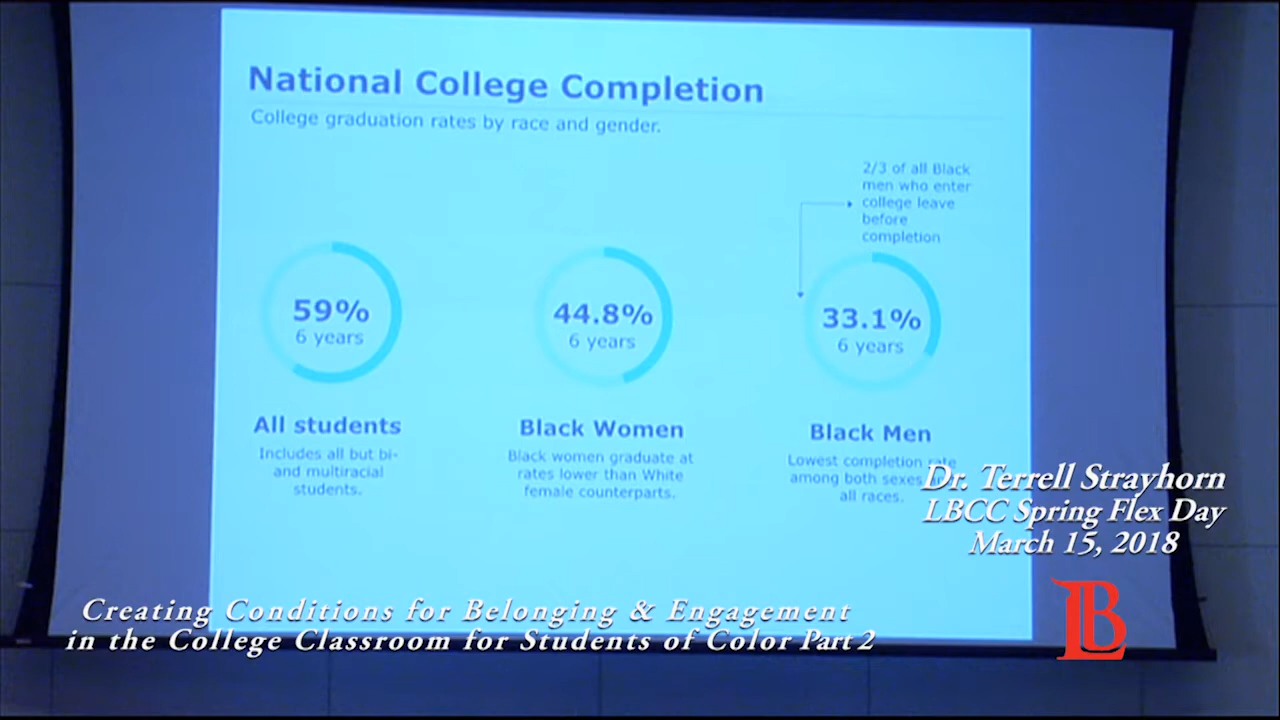 National College Completion
College graduation rates by race and gender.
2/3 of all Black
men who enter
college leave
before
completion
59%
6 years
44.8%
6 years
33.1%
6 years
All students
Includes all but bi-
and multiracial
students.
Black Women
Black women graduate at
rates lower than White
female counterparts.
Black Men
Lowest completion rate
among both sexes
all races.
Dr. Terrell Strayhorn
LBCC Spring Flex Day
March 15, 2018
Creating Conditions for Belonging & Engagement
in the College Classroom for Students of Color Part 2
LB